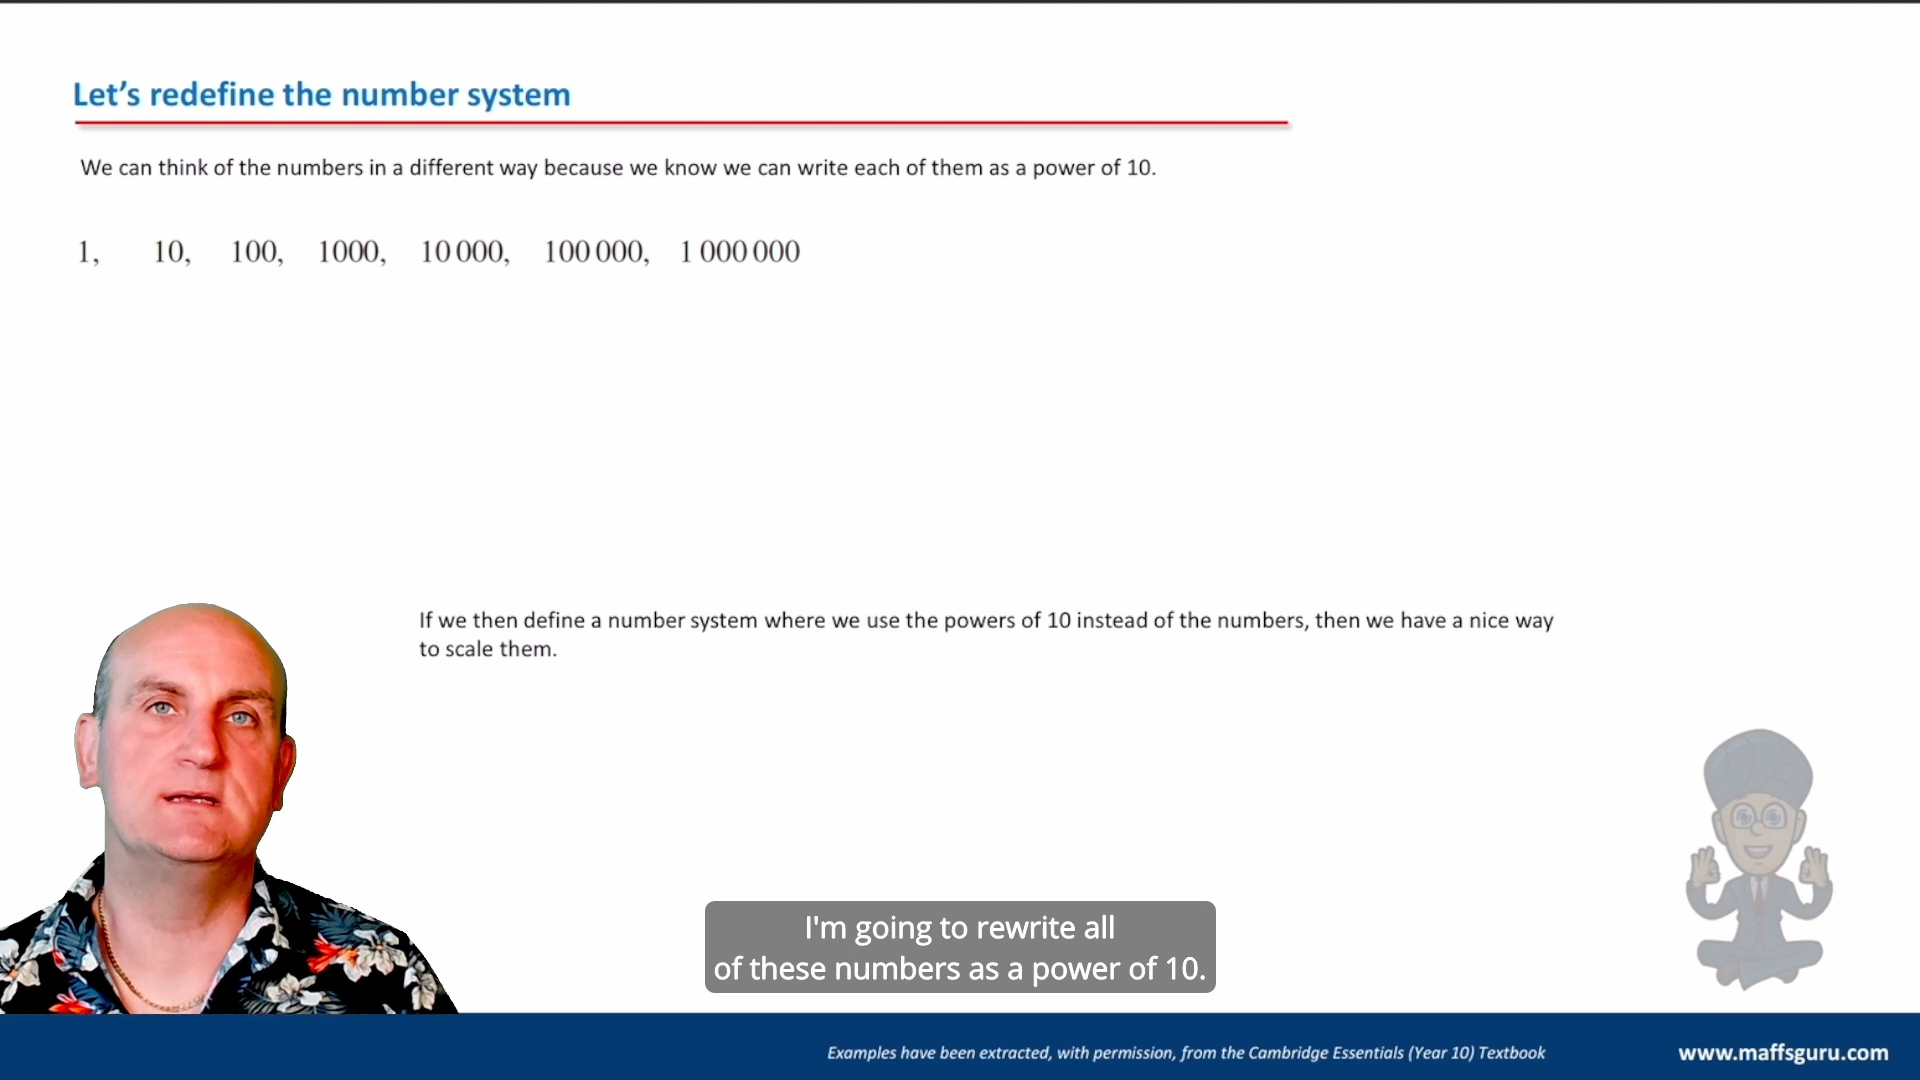 Let's redefine the number system
We can think of the numbers in a different way because we know we can write each of them as a power of 10.
1, 10, 100, 1000, 10 000, 100 000, 1 000 000
If we then define a number system where we use the powers of 10 instead of the numbers, then we have a nice way
to scale them.
I'm going to rewrite all
of these numbers as a power of 10.
Examples have been extracted, with permission, from the Cambridge Essentials (Year 10) Textbook
www.maffsguru.com